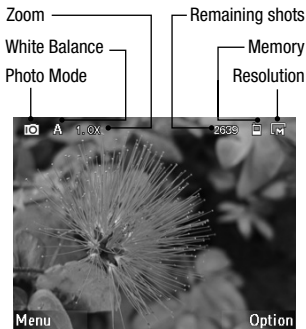 Zoom
Remaining shots
White Balance
Memory
Photo Mode
Resolution
A 1.0X 2639 M
Menu Option